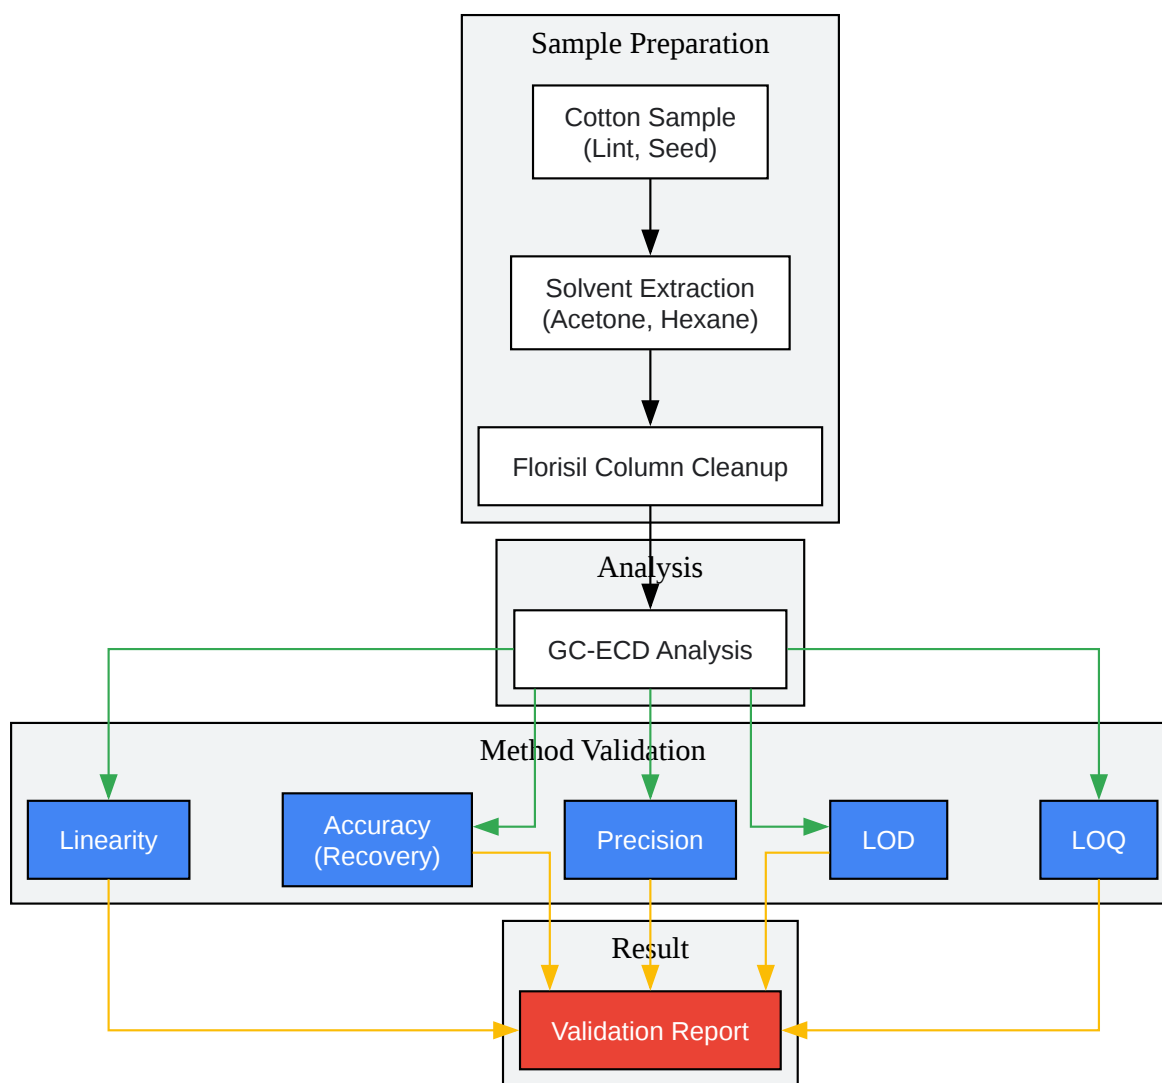 Sample Preparation
Cotton Sample
(Lint, Seed)
Solvent Extraction
(Acetone, Hexane)
Florisil Column Cleanup
Analysis
GC-ECD Analysis
Method Validation
Linearity
Accuracy
(Recovery)
Precision
LOD
LOQ
Result
Validation Report